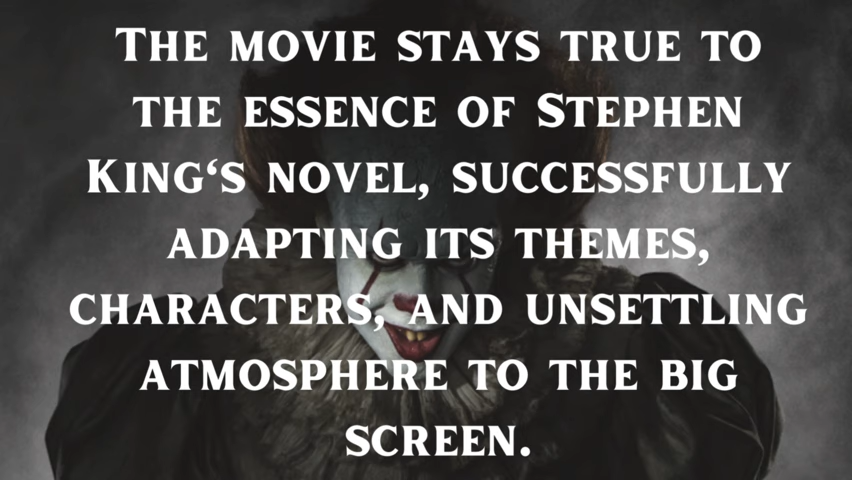 The movie stays true to
the essence of Stephen
King‘s novel, successfully
adapting its themes,
characters, and unsettling
atmosphere to the big
screen.